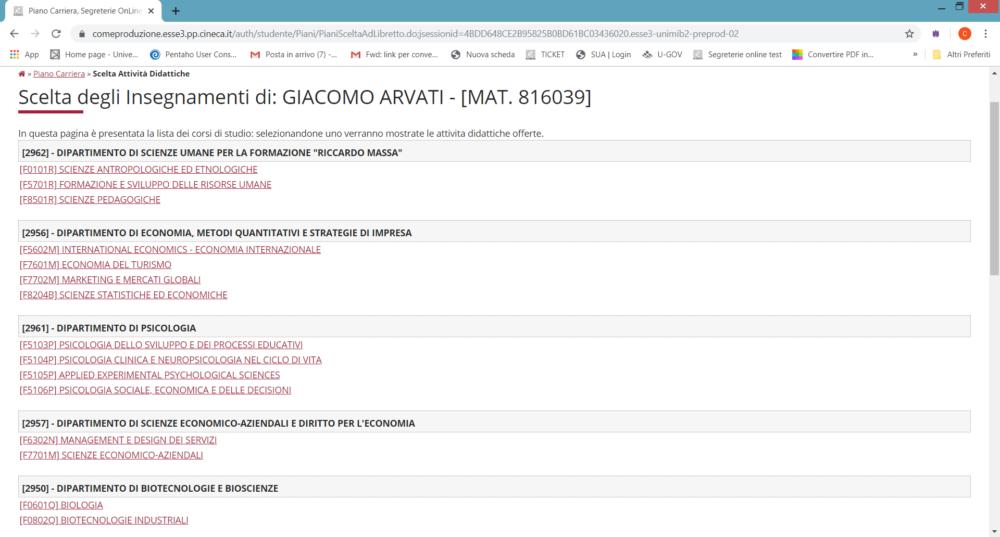 Piano Carriera, Segreterie OnLine
comeproduzione.esse3.pp.cineca.it/auth/studente/Piani/PianiSceltaAdLibretto.do;jsessionid=4BDD648CE2B95825B0BD61BC03436020.esse3-unimib2-preprod-02
C
App
Home page - Unive...
Pentaho User Cons...
Posta in arrivo (7) -...
Fwd: link per conve...
Nuova scheda
TICKET
SUA | Login
U-GOV
Segreterie online test
Convertire PDF in...
»
Altri Preferiti
» Piano Carriera » Scelta Attività Didattiche
Scelta degli Insegnamenti di: GIACOMO ARVATI - [MAT. 816039]
In questa pagina è presentata la lista dei corsi di studio: selezionandone uno verranno mostrate le attivita didattiche offerte.
[2962] - DIPARTIMENTO DI SCIENZE UMANE PER LA FORMAZIONE "RICCARDO MASSA"
[F0101R] SCIENZE ANTROPOLOGICHE ED ETNOLOGICHE
[F5701R] FORMAZIONE E SVILUPPO DELLE RISORSE UMANE
[F8501R] SCIENZE PEDAGOGICHE
[2956] - DIPARTIMENTO DI ECONOMIA, METODI QUANTITATIVI E STRATEGIE DI IMPRESA
[F5602M] INTERNATIONAL ECONOMICS - ECONOMIA INTERNAZIONALE
[F7601M] ECONOMIA DEL TURISMO
[F7702M] MARKETING E MERCATI GLOBALI
[F8204B] SCIENZE STATISTICHE ED ECONOMICHE
[2961] - DIPARTIMENTO DI PSICOLOGIA
[F5103P] PSICOLOGIA DELLO SVILUPPO E DEI PROCESSI EDUCATIVI
[F5104P] PSICOLOGIA CLINICA E NEUROPSICOLOGIA NEL CICLO DI VITA
[F5105P] APPLIED EXPERIMENTAL PSYCHOLOGICAL SCIENCES
[F5106P] PSICOLOGIA SOCIALE, ECONOMICA E DELLE DECISIONI
[2957] - DIPARTIMENTO DI SCIENZE ECONOMICO-AZIENDALI E DIRITTO PER L'ECONOMIA
[F6302N] MANAGEMENT E DESIGN DEI SERVIZI
[F7701M] SCIENZE ECONOMICO-AZIENDALI
[2950] - DIPARTIMENTO DI BIOTECNOLOGIE E BIOSCIENZE
[F0601Q] BIOLOGIA
[F0802Q] BIOTECNOLOGIE INDUSTRIALI